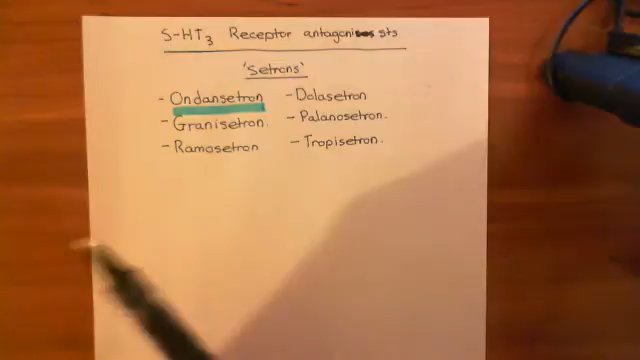 5-HT3 Receptor antagonists
'Setrons'
- Ondansetron - Dolasetron
- Granisetron. - Palanosetron.
- Ramosetron - Tropisetron.